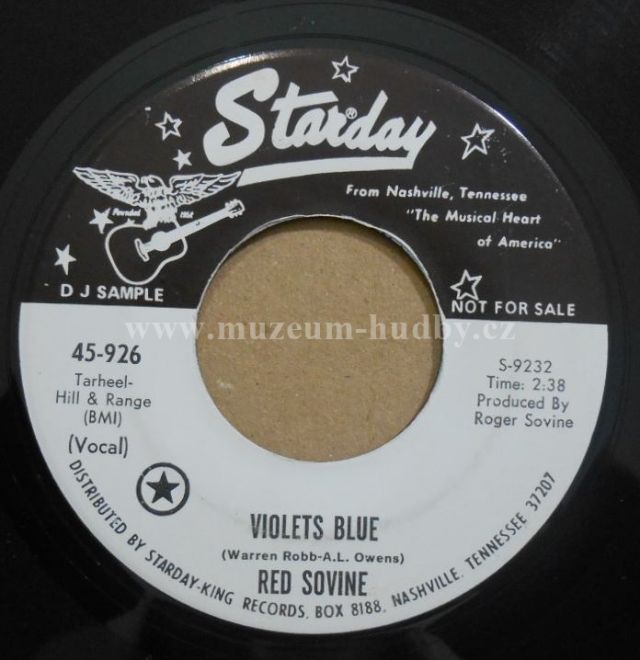 Starday®
From Nashville, Tennessee
"The Musical Heart
of America"
Founded 1952
D J SAMPLE
NOT FOR SALE
www.muzeum-hudby.cz
45-926
Tarheel-
Hill & Range
(BMI)
(Vocal)
S-9232
Time: 2:38
Produced By
Roger Sovine
VIOLETS BLUE
(Warren Robb-A.L. Owens)
RED SOVINE
DISTRIBUTED BY STARDAY-KING RECORDS, BOX 8188, NASHVILLE, TENNESSEE 37207